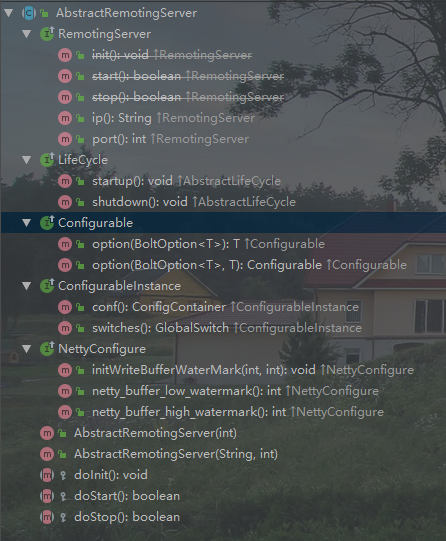 AbstractRemotingServer
RemotingServer
init(): void ↑RemotingServer
start(): boolean ↑RemotingServer
stop(): boolean ↑RemotingServer
ip(): String ↑RemotingServer
port(): int ↑RemotingServer
LifeCycle
startup(): void ↑AbstractLifeCycle
shutdown(): void ↑AbstractLifeCycle
Configurable
option(BoltOption<T>): T ↑Configurable
option(BoltOption<T>, T): Configurable ↑Configurable
ConfigurableInstance
conf(): ConfigContainer ↑ConfigurableInstance
switches(): GlobalSwitch ↑ConfigurableInstance
NettyConfigure
initWriteBufferWaterMark(int, int): void ↑NettyConfigure
netty_buffer_low_watermark(): int ↑NettyConfigure
netty_buffer_high_watermark(): int ↑NettyConfigure
AbstractRemotingServer(int)
AbstractRemotingServer(String, int)
doInit(): void
doStart(): boolean
doStop(): boolean